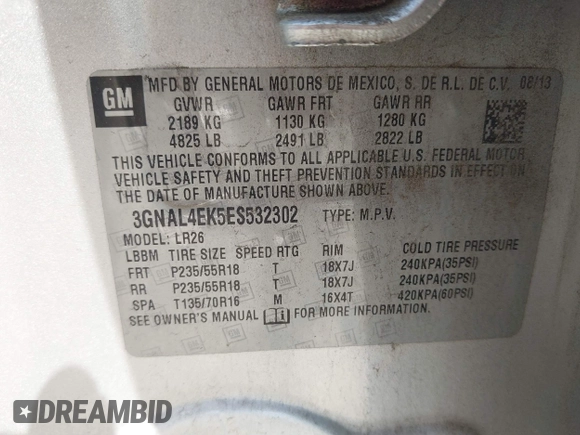 GM
MFD BY GENERAL MOTORS DE MEXICO, S. DE R.L. DE C.V. 08/13
GVWR GAWR FRT GAWR RR
2189 KG 1130 KG 1280 KG
4825 LB 2491 LB 2822 LB
THIS VEHICLE CONFORMS TO ALL APPLICABLE U.S. FEDERAL MOTOR
VEHICLE SAFETY AND THEFT PREVENTION STANDARDS IN EFFECT ON
THE DATE OF MANUFACTURE SHOWN ABOVE.
3GNAL4EK5ES532302 TYPE: M.P.V.
MODEL: LR26
LBBM TIRE SIZE SPEED RTG RIM COLD TIRE PRESSURE
FRT P235/55R18 T 18X7J 240KPA(35PSI)
RR P235/55R18 T 18X7J 240KPA(35PSI)
SPA T135/70R16 M 16X4T 420KPA(60PSI)
SEE OWNER'S MANUAL FOR MORE INFORMATION.
DREAMBID